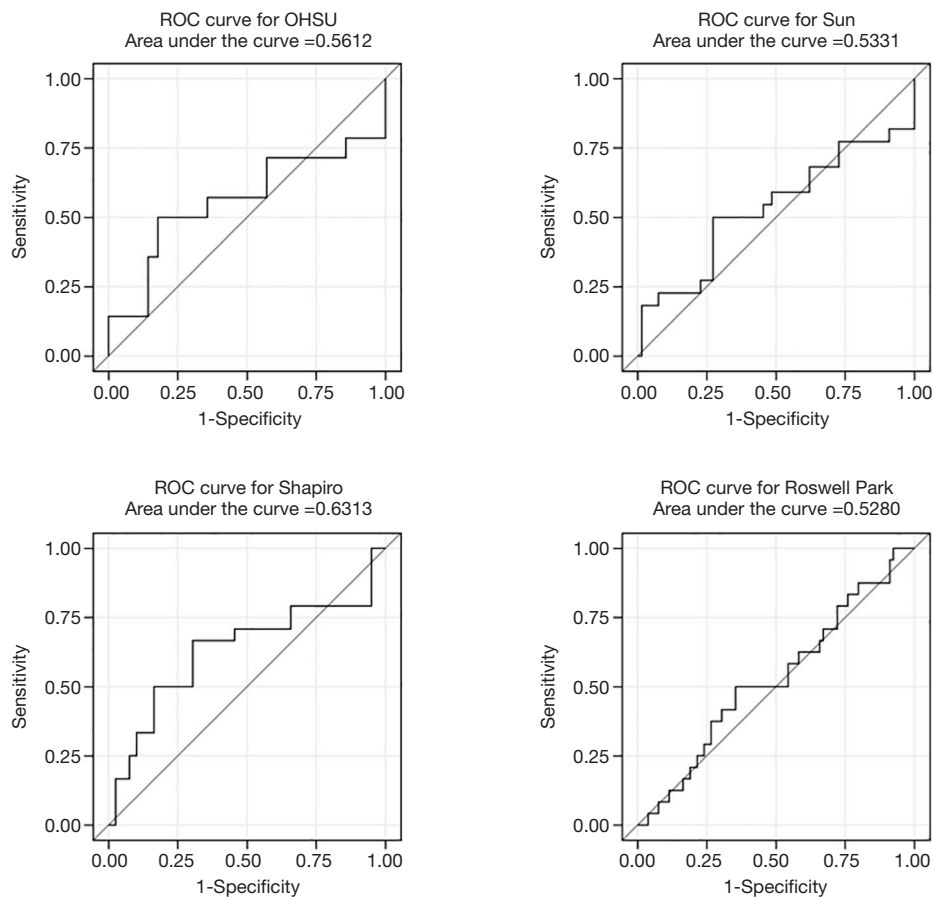 ROC curve for OHSU
Area under the curve =0.5612
1.00
0.75
0.50
0.25
0.00
Sensitivity
0.00 0.25 0.50 0.75 1.00
1-Specificity
ROC curve for Sun
Area under the curve =0.5331
1.00
0.75
0.50
0.25
0.00
Sensitivity
0.00 0.25 0.50 0.75 1.00
1-Specificity
ROC curve for Shapiro
Area under the curve =0.6313
1.00
0.75
0.50
0.25
0.00
Sensitivity
0.00 0.25 0.50 0.75 1.00
1-Specificity
ROC curve for Roswell Park
Area under the curve =0.5280
1.00
0.75
0.50
0.25
0.00
Sensitivity
0.00 0.25 0.50 0.75 1.00
1-Specificity